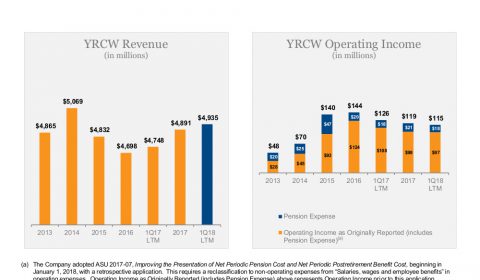 YRCW Revenue
(in millions)
$4,865
$5,069
$4,832
$4,698
$4,748
$4,891
$4,935
2013
2014
2015
2016
1Q17
LTM
2017
1Q18
LTM
YRCW Operating Income
(in millions)
$48
$70
$140
$144
$126
$119
$115
$20
$28
$25
$47
$20
$124
$21
$98
$18
$97
2013
2014
2015
2016
1Q17
LTM
2017
1Q18
LTM
Pension Expense
Operating Income as Originally Reported (includes
Pension Expense)(a)
(a) The Company adopted ASU 2017-07, Improving the Presentation of Net Periodic Pension Cost and Net Periodic Postretirement Benefit Cost, beginning in
January 1, 2018, with a retrospective application. This requires a reclassification to non-operating expenses from "Salaries, wages and employee benefits" in
operating expenses. Operating Income as Originally Reported (includes Pension Expense) above represents Operating Income prior to this application.